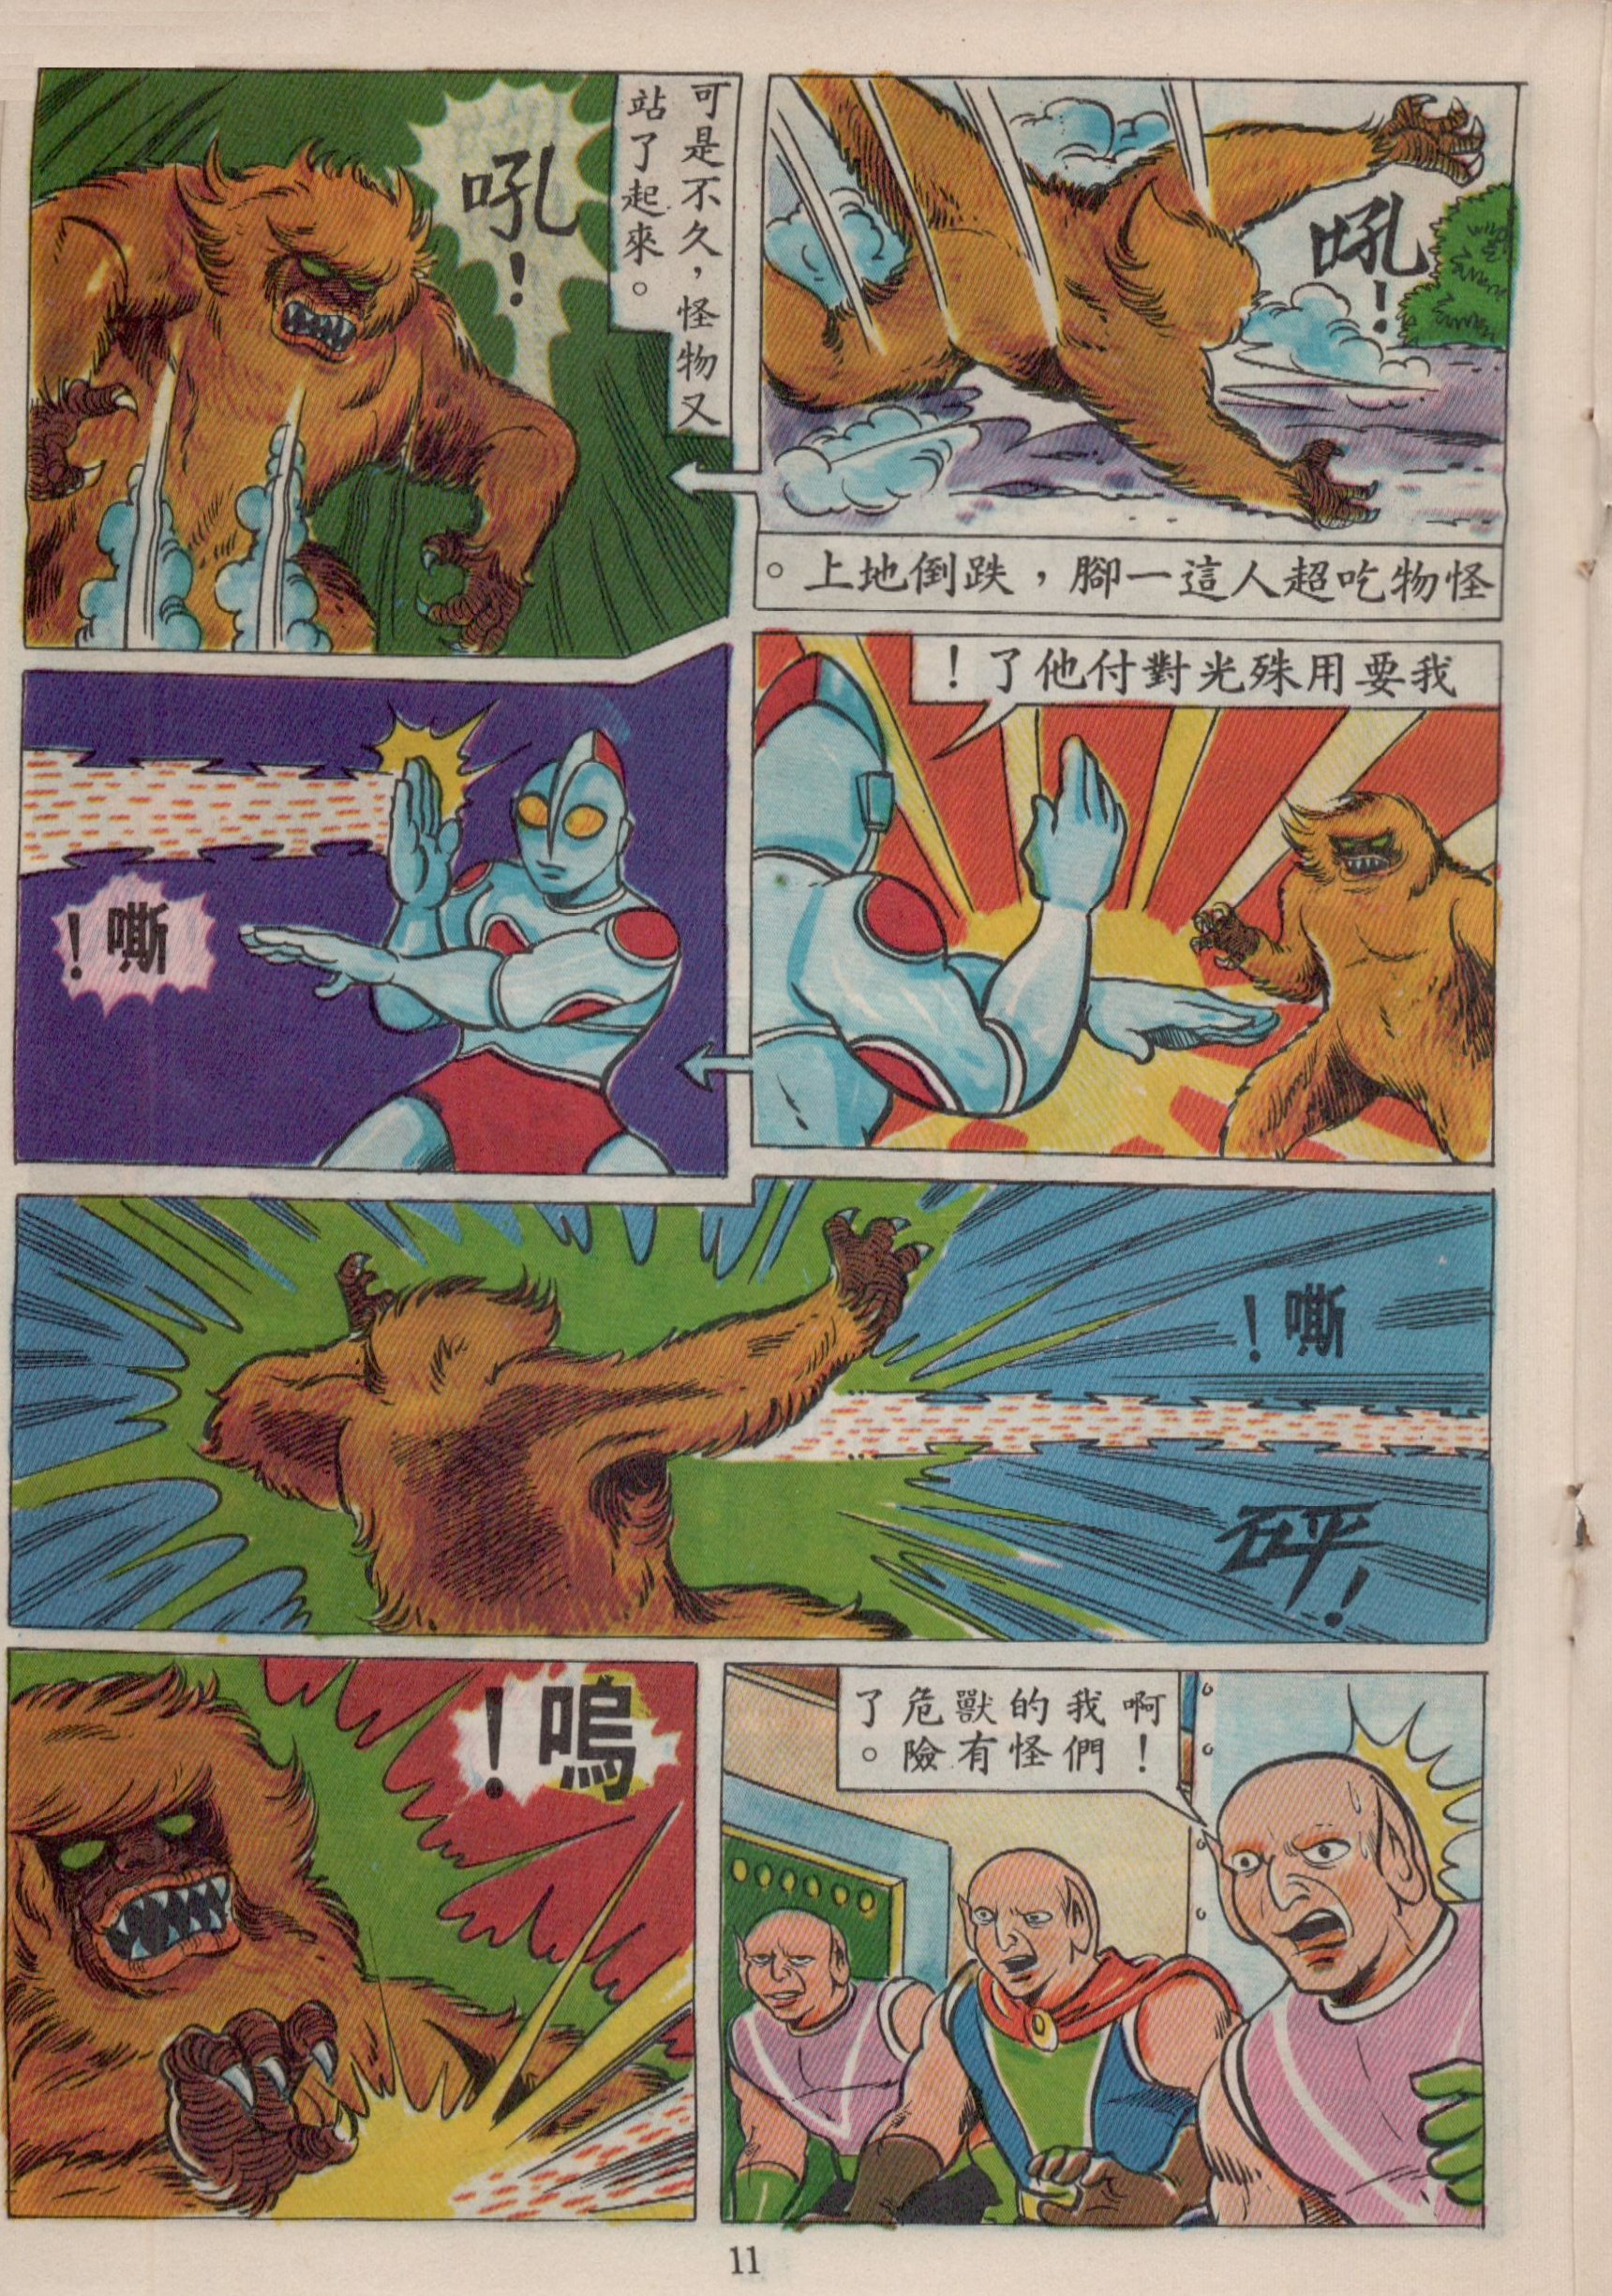 吼！
怪物吃超人這一腳，跌倒地上。
可是不久，怪物又
站了起來。
吼！
我要用殊光對付他了！
嘶！
嘶！
砰！
啊！
我們
的怪
獸有
危險
了。
嗚！
11